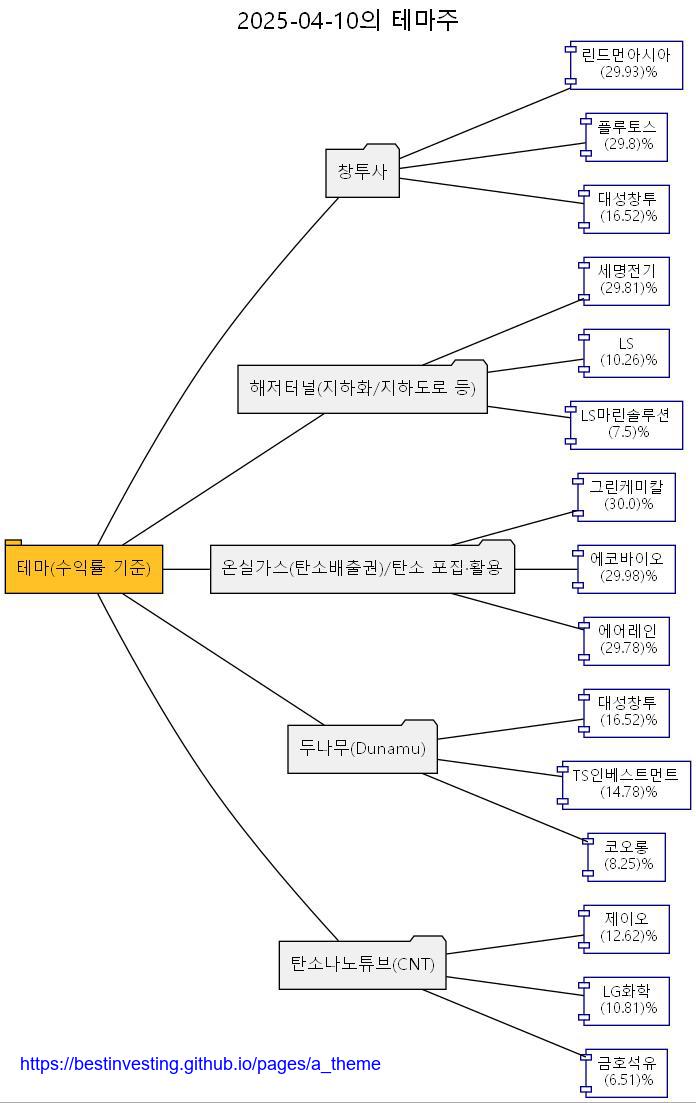 2025-04-10의 테마주
린드먼아시아
(29.93)%
플루토스
(29.8)%
창투사
대성창투
(16.52)%
세명전기
(29.81)%
LS
(10.26)%
해저터널(지하화/지하도로 등)
LS마린솔루션
(7.5)%
그린케미칼
(30.0)%
테마(수익률 기준)
온실가스(탄소배출권)/탄소 포집·활용
에코바이오
(29.98)%
에어레인
(29.78)%
대성창투
(16.52)%
두나무(Dunamu)
TS인베스트먼트
(14.78)%
코오롱
(8.25)%
제이오
(12.62)%
탄소나노튜브(CNT)
LG화학
(10.81)%
금호석유
(6.51)%
https://bestinvesting.github.io/pages/a_theme